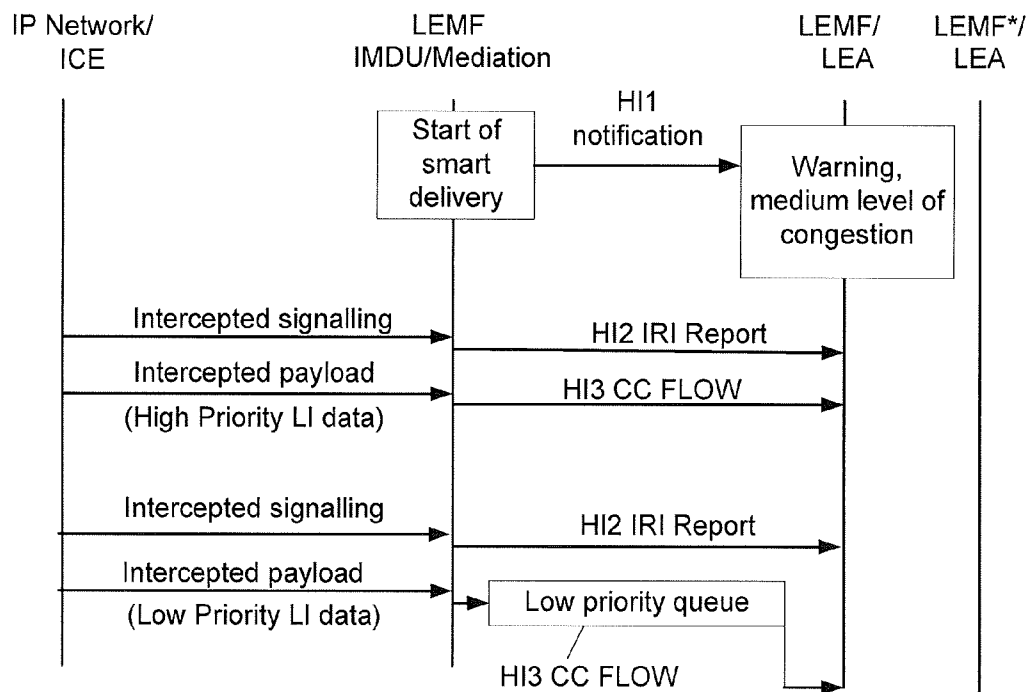 IP Network/
ICE
LEMF
IMDU/Mediation
LEMF/
LEA
LEMF*/
LEA
Start of
smart
delivery
HI1
notification
Warning,
medium level of
congestion
Intercepted signalling
HI2 IRI Report
Intercepted payload
(High Priority LI data)
HI3 CC FLOW
Intercepted signalling
HI2 IRI Report
Intercepted payload
(Low Priority LI data)
Low priority queue
HI3 CC FLOW